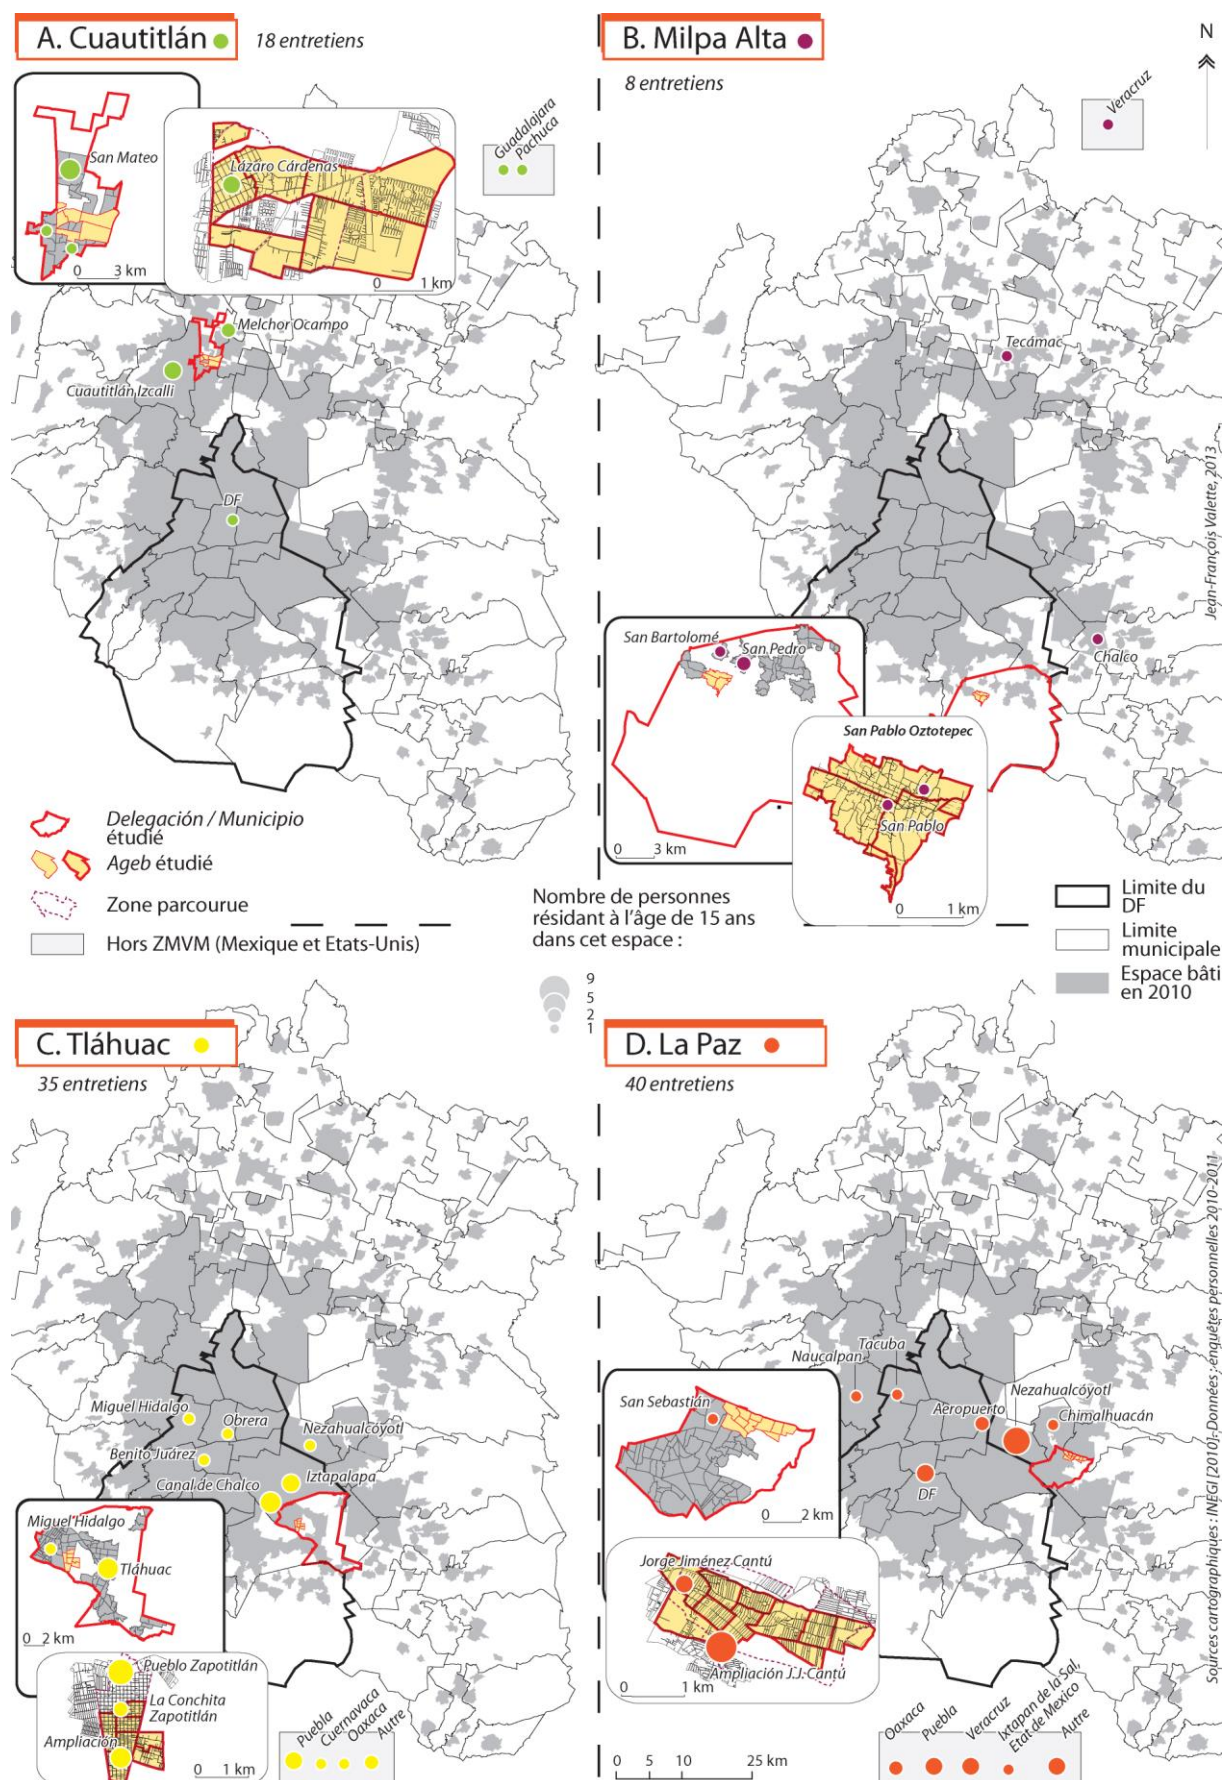 A. Cuautitlán
18 entretiens
San Mateo
0 3 km
Lázaro Cárdenas
0 1 km
Guadalajara
Pachuca
Melchor Ocampo
Cuautitlán Izcalli
DF
Delegación / Municipio
étudié
Ageb étudié
Zone parcourue
Hors ZMVM (Mexique et Etats-Unis)
B. Milpa Alta
8 entretiens
N
Veracruz
Tecámac
Chalco
San Bartolomé
San Pedro
0 3 km
San Pablo Oztotepec
San Pablo
0 1 km
Jean-François Valette, 2013
Nombre de personnes
résidant à l'âge de 15 ans
dans cet espace :
9
5
2
1
Limite du
DF
Limite
municipale
Espace bâti
en 2010
C. Tláhuac
35 entretiens
Miguel Hidalgo
Obrera
Nezahualcóyotl
Benito Juárez
Iztapalapa
Canal de Chalco
Miguel Hidalgo
Tláhuac
0 2 km
Pueblo Zapotitlán
La Conchita
Zapotitlán
Ampliación
0 1 km
Puebla
Cuernavaca
Oaxaca
Autre
D. La Paz
40 entretiens
Naucalpan
Tacuba
Nezahualcóyotl
Aeropuerto
Chimalhuacán
DF
San Sebastián
0 2 km
Jorge Jiménez Cantú
Ampliación J.J. Cantú
0 1 km
Oaxaca
Puebla
Veracruz
Ixtapan de la Sal,
Etat de Mexico
Autre
0 5 10 25 km
Sources cartographiques : INEGI [2010]. Données : enquêtes personnelles 2010-2011